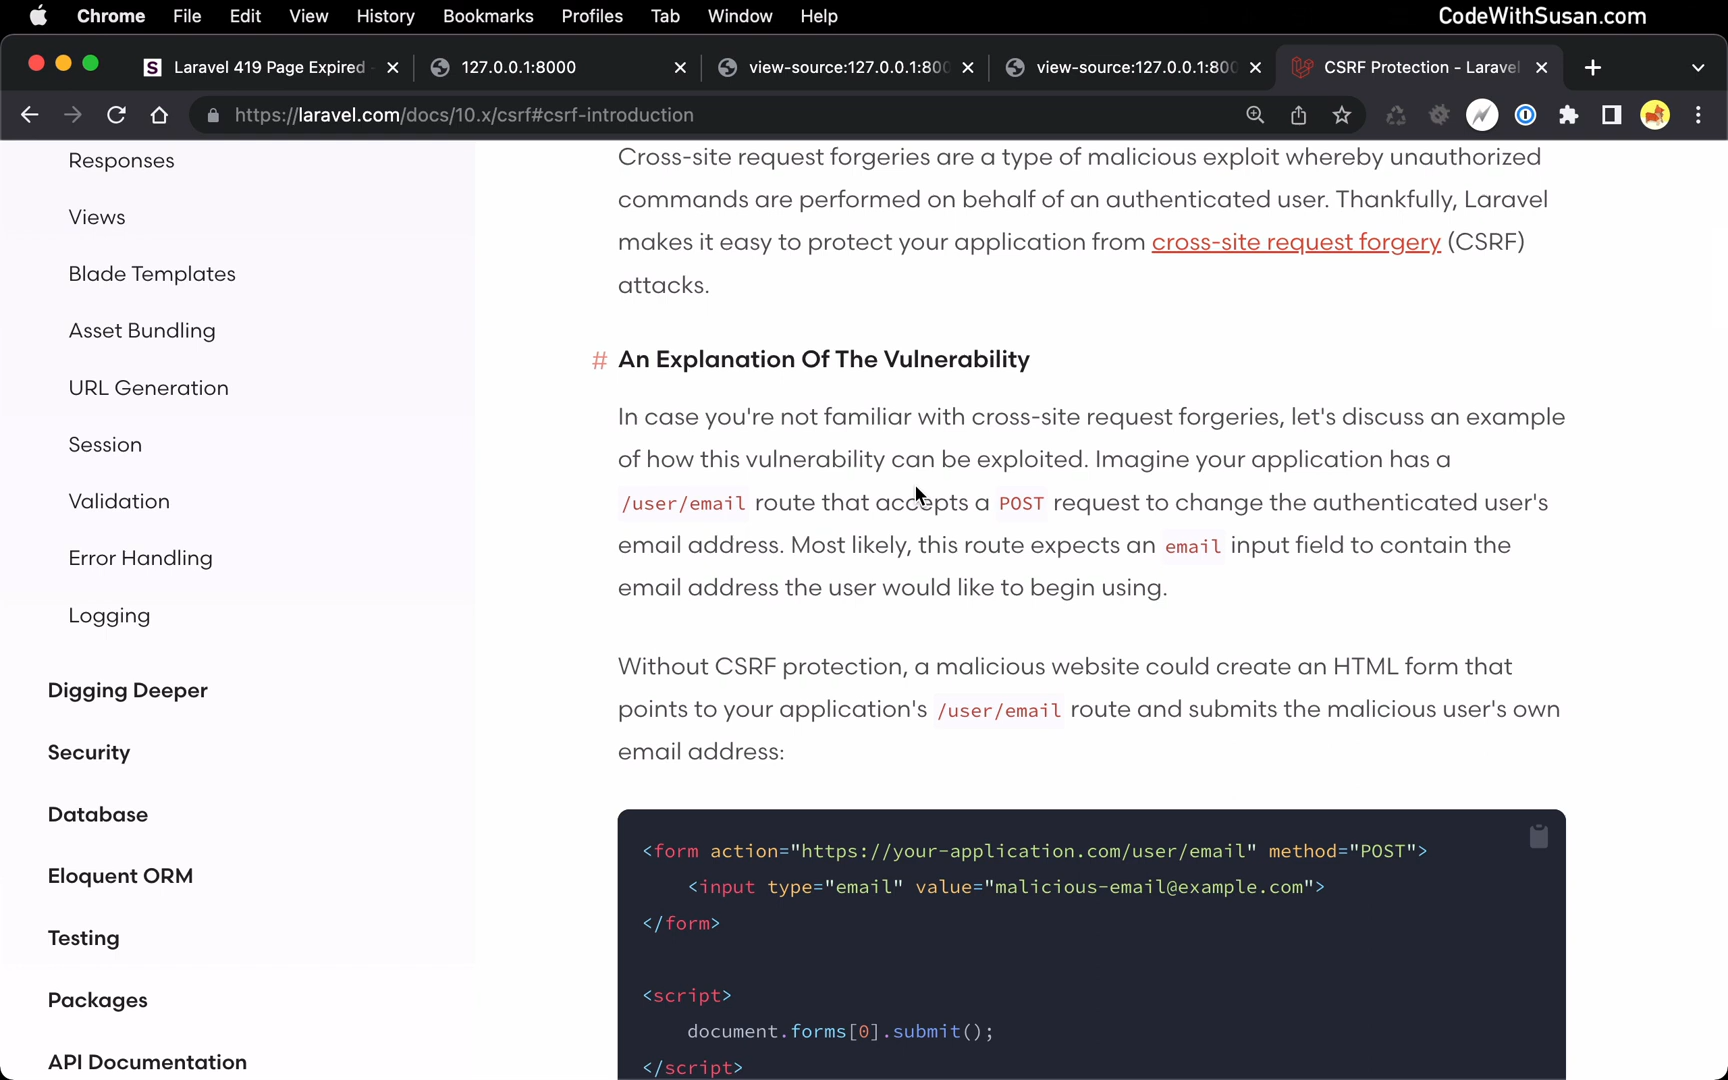 Chrome File Edit View History Bookmarks Profiles Tab Window Help CodeWithSusan.com
S Laravel 419 Page Expired 127.0.0.1:8000 view-source:127.0.0.1:800 view-source:127.0.0.1:800 CSRF Protection - Laravel
https://laravel.com/docs/10.x/csrf#csrf-introduction
Responses
Views
Blade Templates
Asset Bundling
URL Generation
Session
Validation
Error Handling
Logging
Digging Deeper
Security
Database
Eloquent ORM
Testing
Packages
API Documentation
Cross-site request forgeries are a type of malicious exploit whereby unauthorized
commands are performed on behalf of an authenticated user. Thankfully, Laravel
makes it easy to protect your application from cross-site request forgery (CSRF)
attacks.
# An Explanation Of The Vulnerability
In case you're not familiar with cross-site request forgeries, let's discuss an example
of how this vulnerability can be exploited. Imagine your application has a
/user/email route that accepts a POST request to change the authenticated user's
email address. Most likely, this route expects an email input field to contain the
email address the user would like to begin using.
Without CSRF protection, a malicious website could create an HTML form that
points to your application's /user/email route and submits the malicious user's own
email address:
<form action="https://your-application.com/user/email" method="POST">
<input type="email" value="malicious-email@example.com">
</form>
<script>
document.forms[0].submit();
</script>